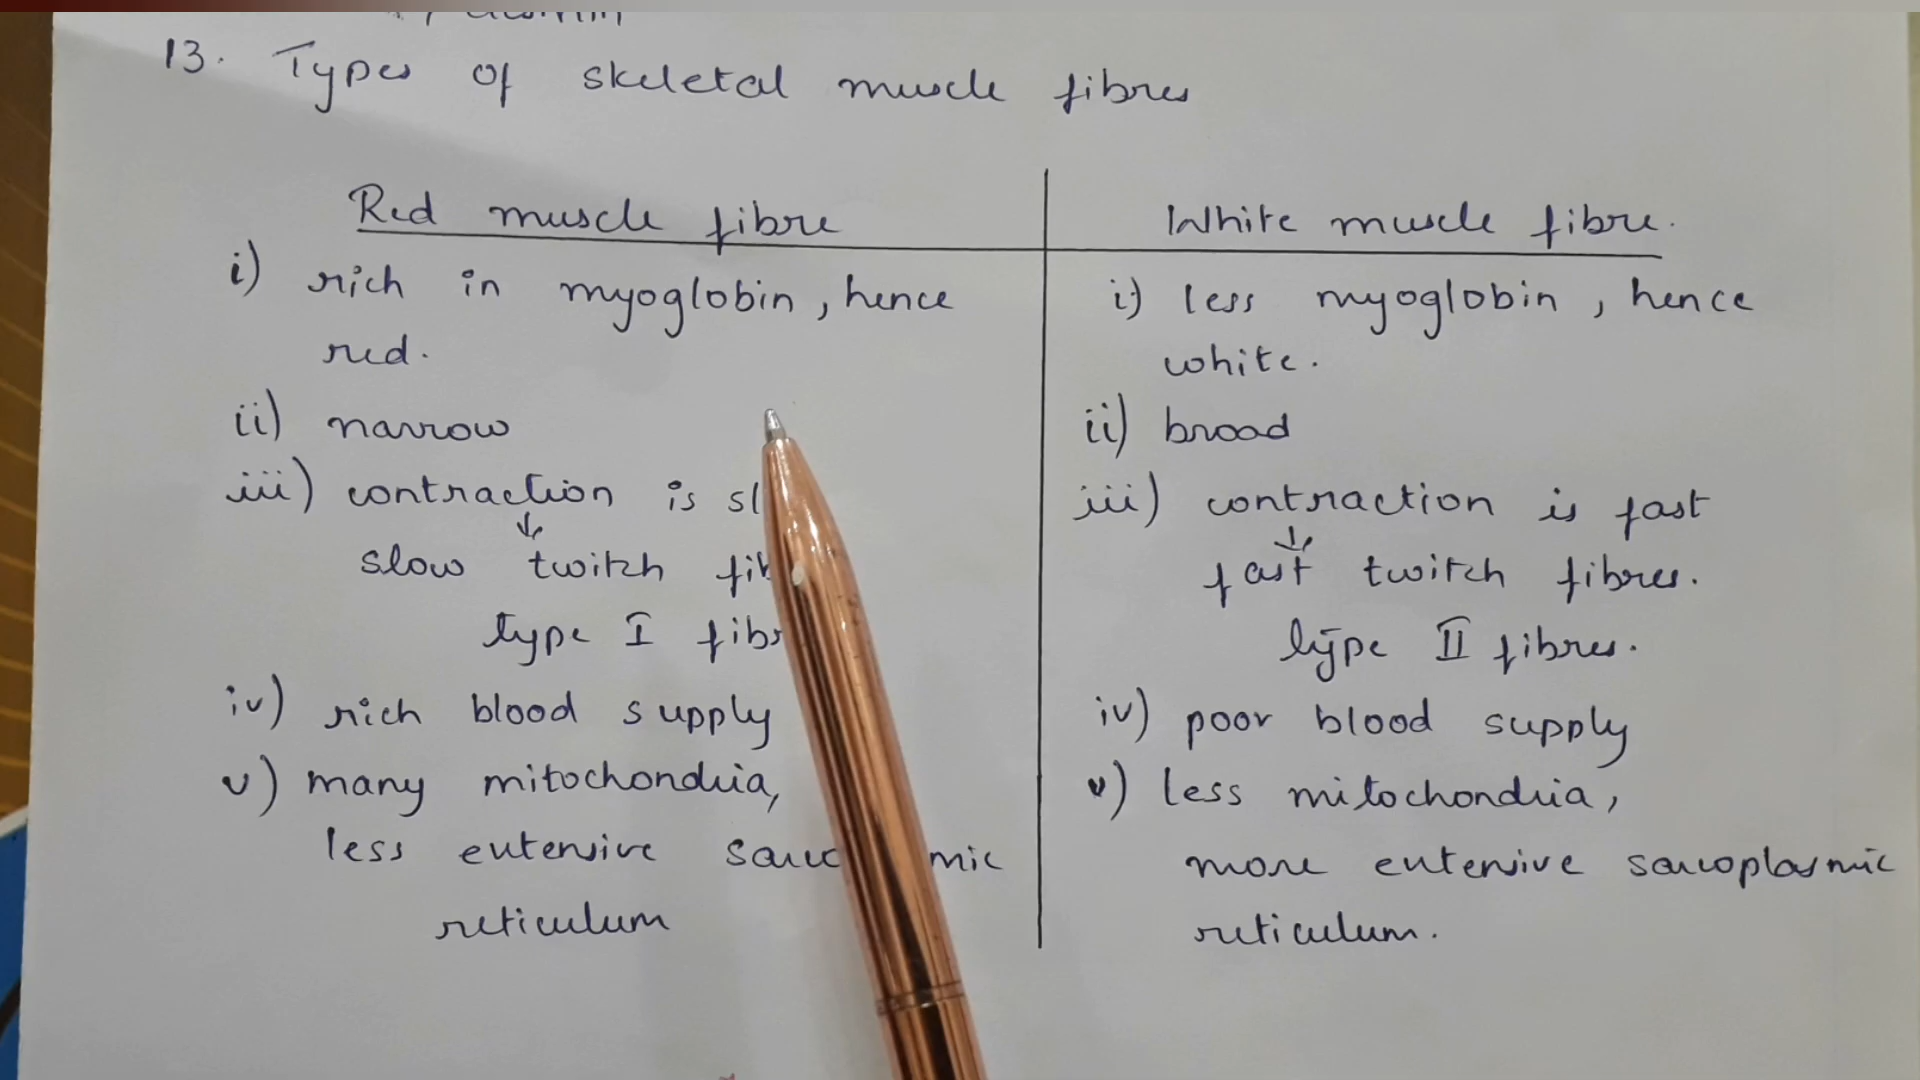 13. Types of skeletal muscle fibres
Red muscle fibre
i) rich in myoglobin, hence
red.
ii) narrow
iii) contraction is
slow twitch
type I
iv) rich blood supply
v) many mitochondria,
less extensive
reticulum
White muscle fibre.
i) less myoglobin, hence
white.
ii) broad
iii) contraction is fast
fast twitch fibres.
type II fibres.
iv) poor blood supply
v) less mitochondria,
more extensive sarcoplasmic
reticulum.